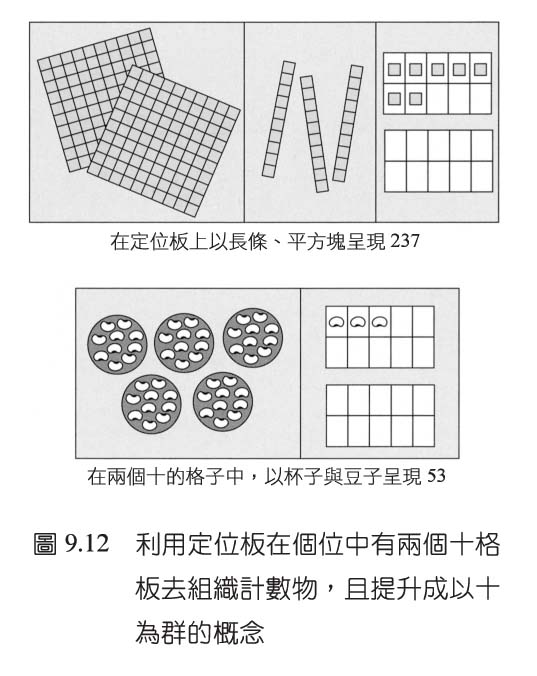 在定位板上以長條、平方塊呈現 237
在兩個十的格子中，以杯子與豆子呈現 53
圖 9.12 利用定位板在個位中有兩個十格
板去組織計數物，且提升成以十
為群的概念